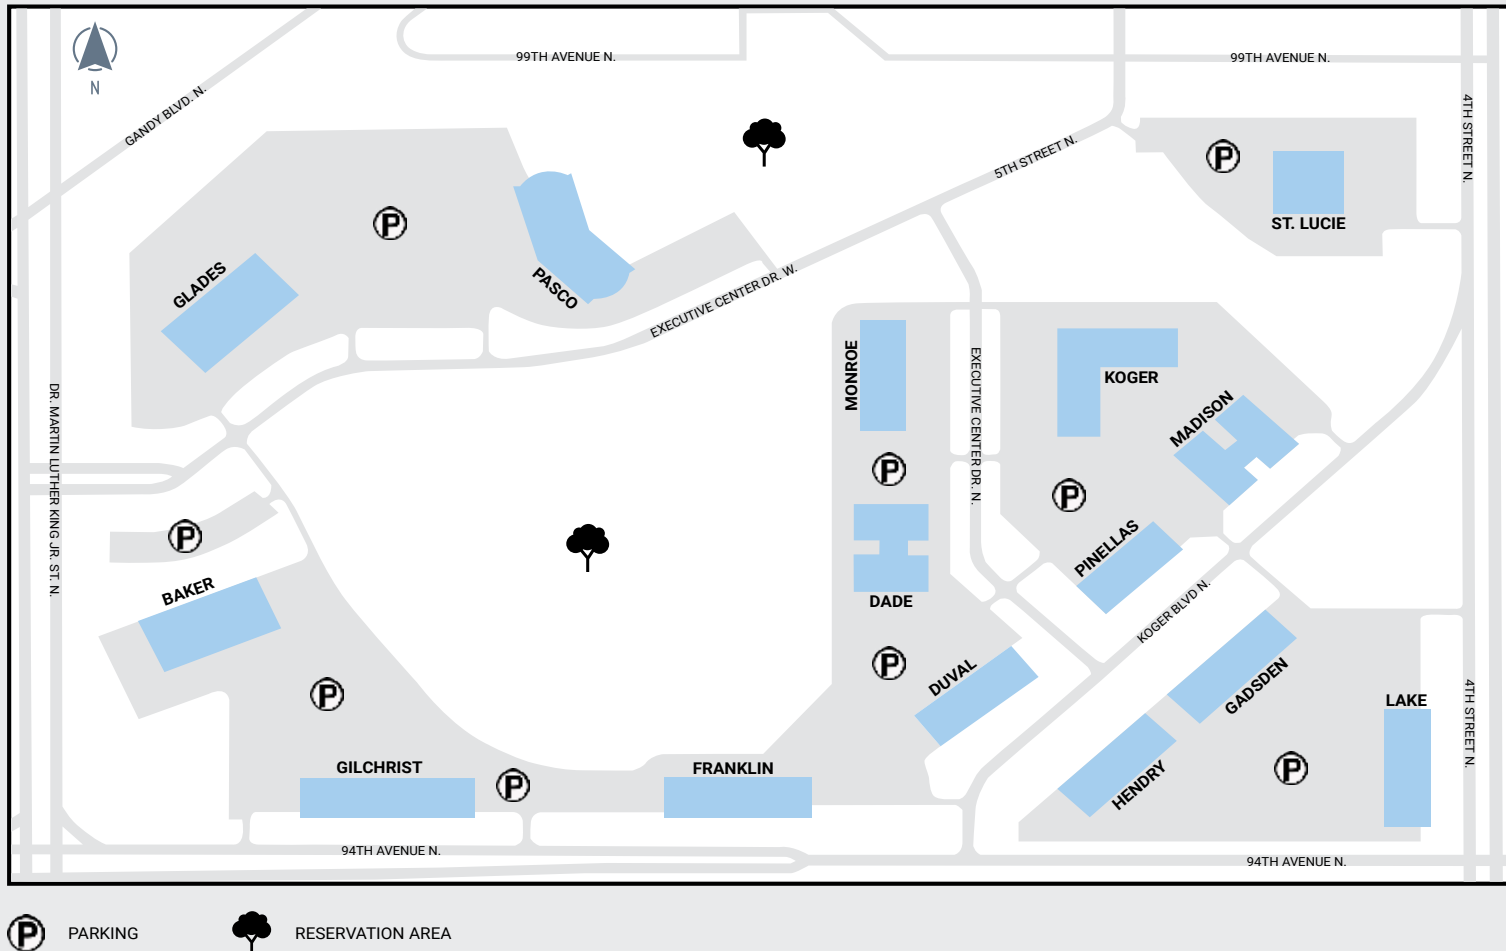 99TH AVENUE N.
99TH AVENUE N.
N
GANDY BLVD. N.
4TH STREET N.
5TH STREET N.
P
P
ST. LUCIE
GLADES
PASCO
EXECUTIVE CENTER DR. W.
MONROE
EXECUTIVE CENTER DR. N.
KOGER
MADISON
DR. MARTIN LUTHER KING JR. ST. N.
P
P
P
PINELLAS
BAKER
DADE
KOGER BLVD N.
P
P
DUVAL
GADSDEN
LAKE
4TH STREET N.
GILCHRIST
P
FRANKLIN
HENDRY
P
94TH AVENUE N.
94TH AVENUE N.
P PARKING
RESERVATION AREA